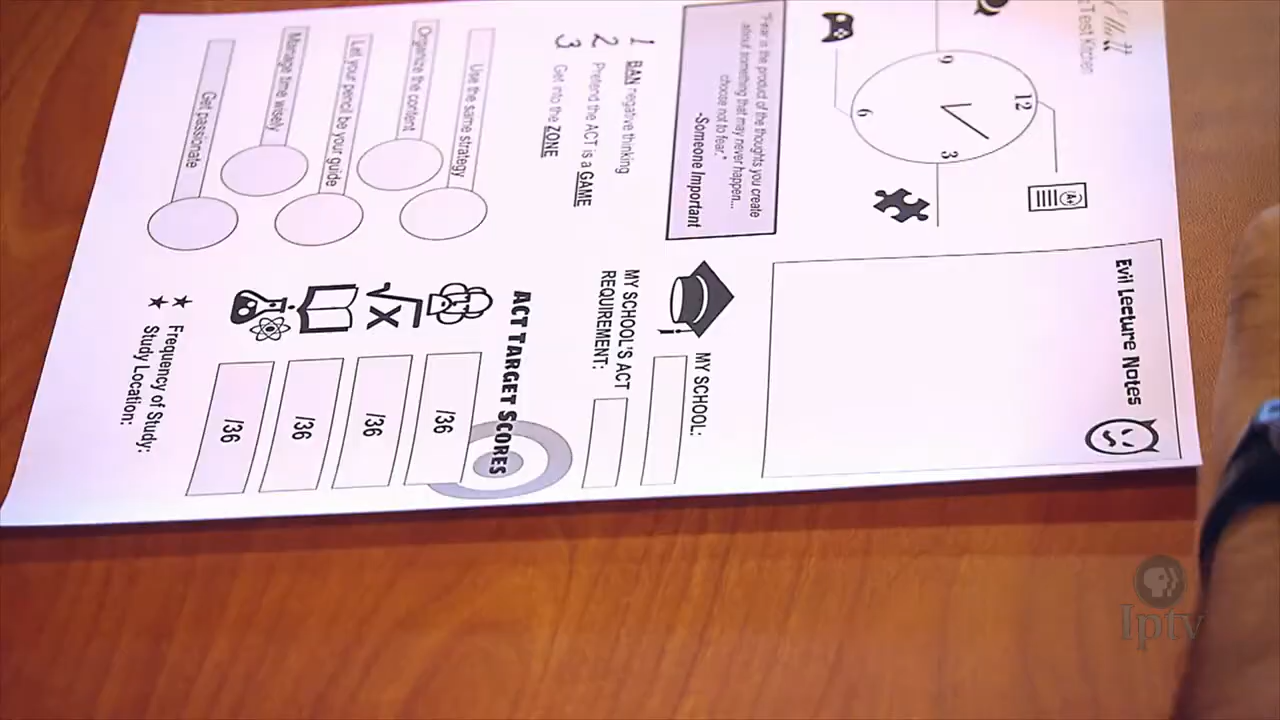 Test Kitchen
12
3
6
9
"Fear is the product of the thoughts you create
about something that may never happen...
choose not to fear."
-Someone Important
1 BAN negative thinking
2 Pretend the ACT is a GAME
3 Get into the ZONE
Use the same strategy
Organize the content
Let your pencil be your guide
Manage time wisely
Get passionate
Evil Lecture Notes
A+
MY SCHOOL:
MY SCHOOL'S ACT
REQUIREMENT:
ACT TARGET SCORES
/36
/36
/36
/36
★ Frequency of Study:
★ Study Location:
Iptv